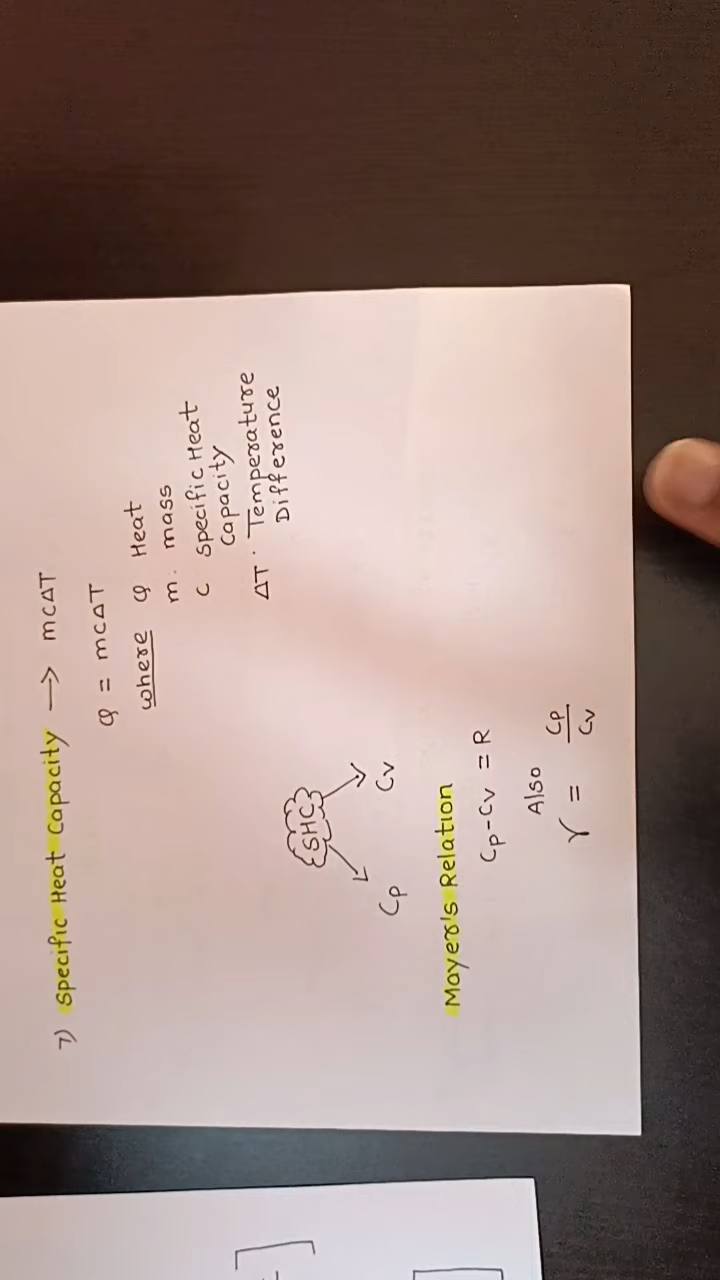 7) Specific Heat Capacity → mcΔT
Q = mcΔT
where Q Heat
m: mass
c specific Heat
capacity
ΔT. Temperature
Difference
SHC
Cp Cv
Mayer's Relation
Cp-Cv = R
Also
γ = Cp/Cv